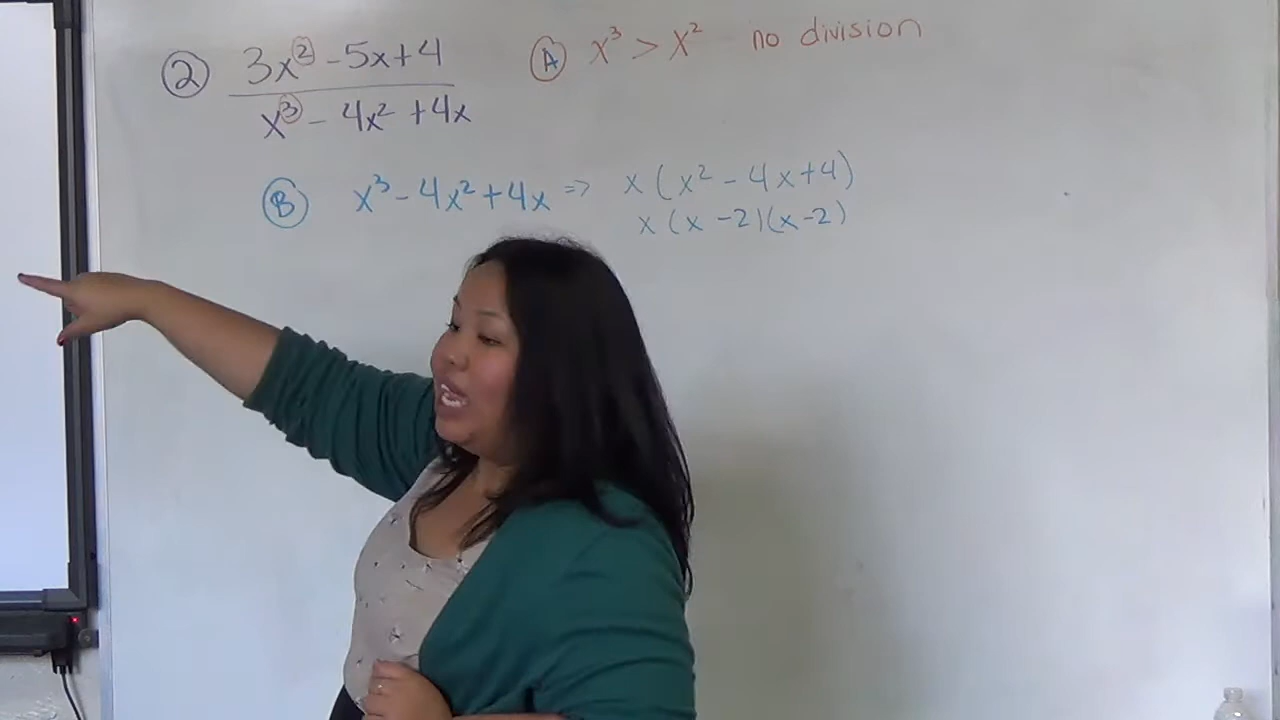 ② 3x² - 5x + 4
x³ - 4x² + 4x
Ⓐ x³ > x² no division
Ⓑ x³ - 4x² + 4x => x(x² - 4x + 4)
x(x - 2)(x - 2)